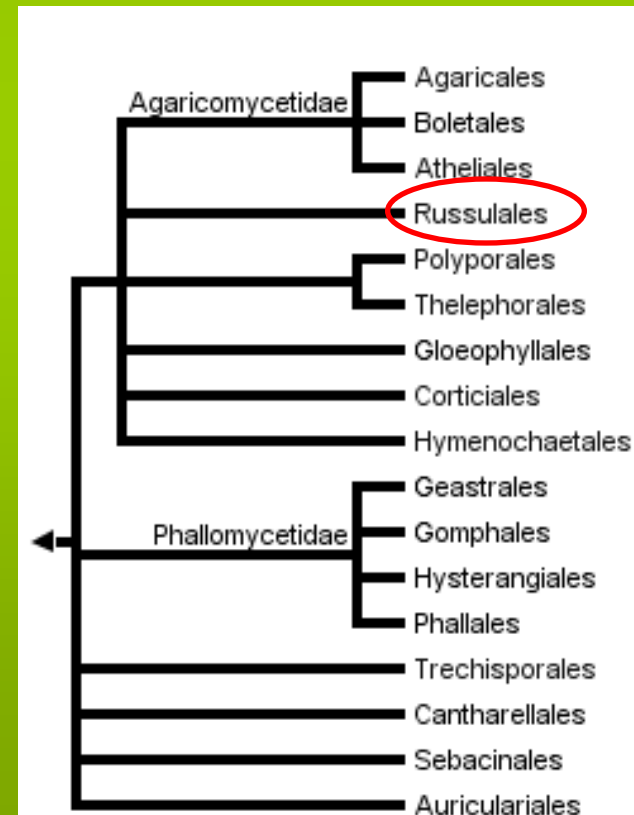 Agaricales
Agaricomycetidae
Boletales
Atheliales
Russulales
Polyporales
Thelephorales
Gloeophyllales
Corticiales
Hymenochaetales
Geastrales
Phallomycetidae
Gomphales
Hysterangiales
Phallales
Trechisporales
Cantharellales
Sebacinales
Auriculariales